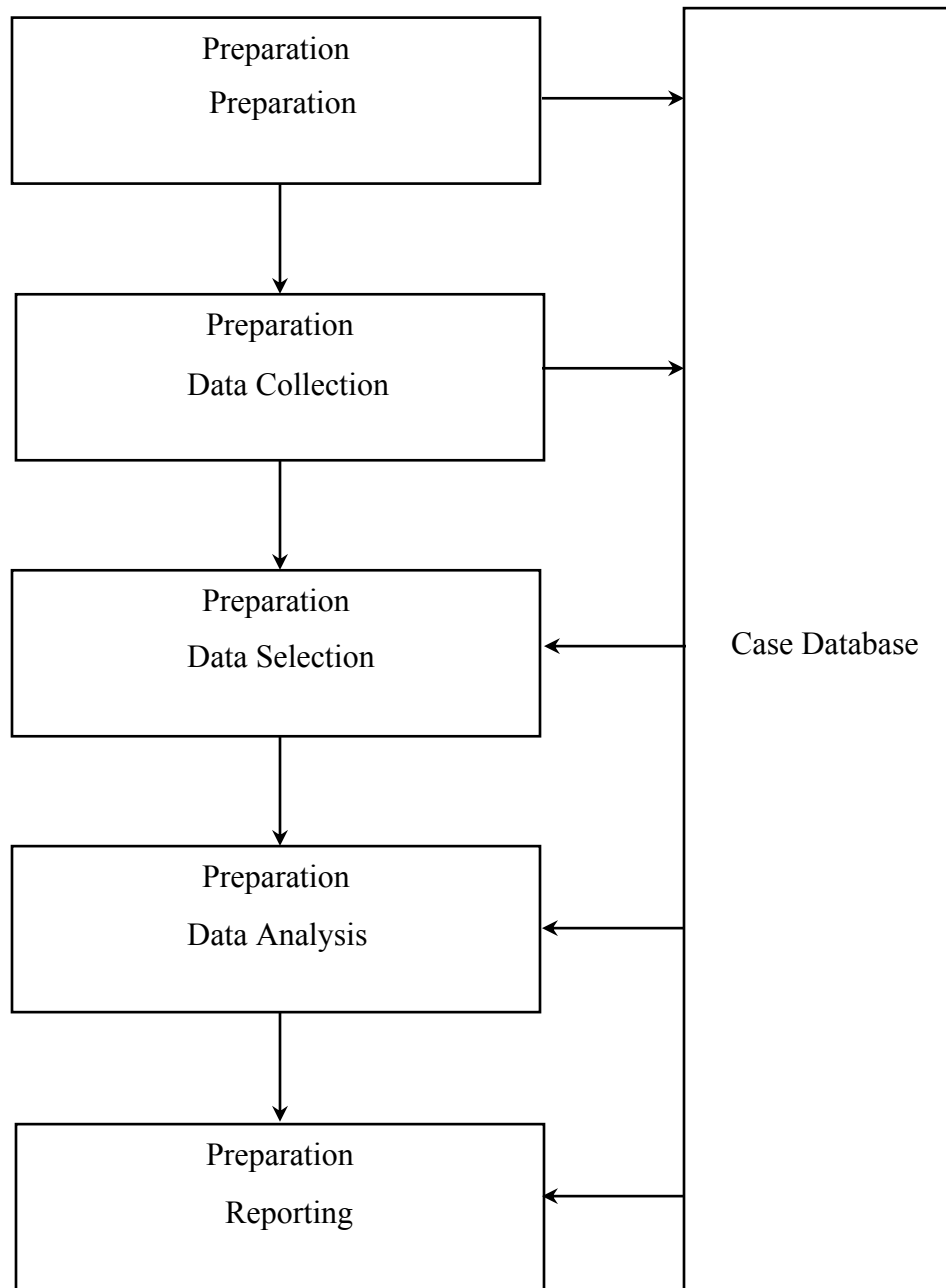 Preparation
Preparation
Preparation
Data Collection
Preparation
Data Selection
Case Database
Preparation
Data Analysis
Preparation
Reporting